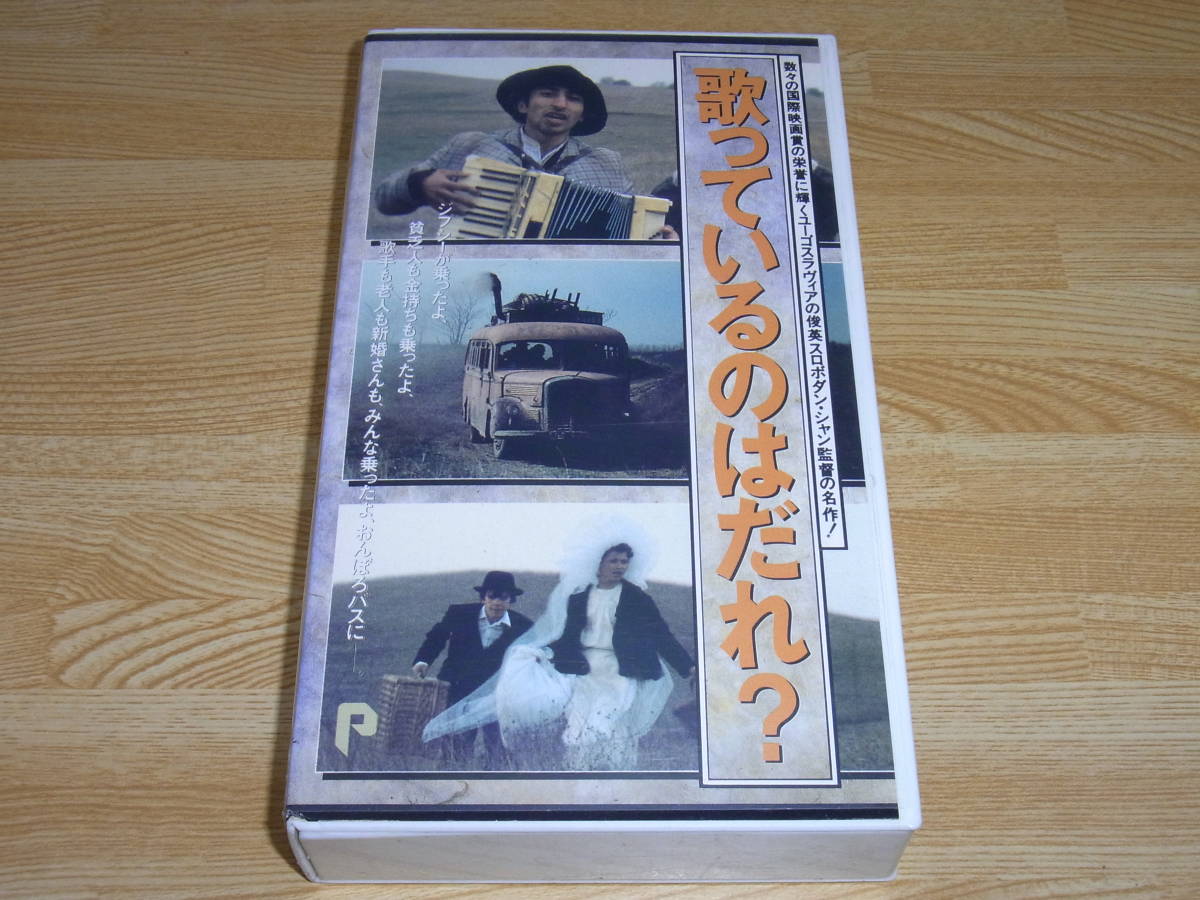 数々の国際映画賞の栄誉に輝くユーゴスラヴィアの俊英スロボダン・シャン監督の名作!
歌っているのはだれ?
ジプシーが乗ったよ、
貧乏人も金持ちも乗ったよ、
歌手も老人も新婚さんも、みんな乗ったよ、おんぼろバスに──。
P